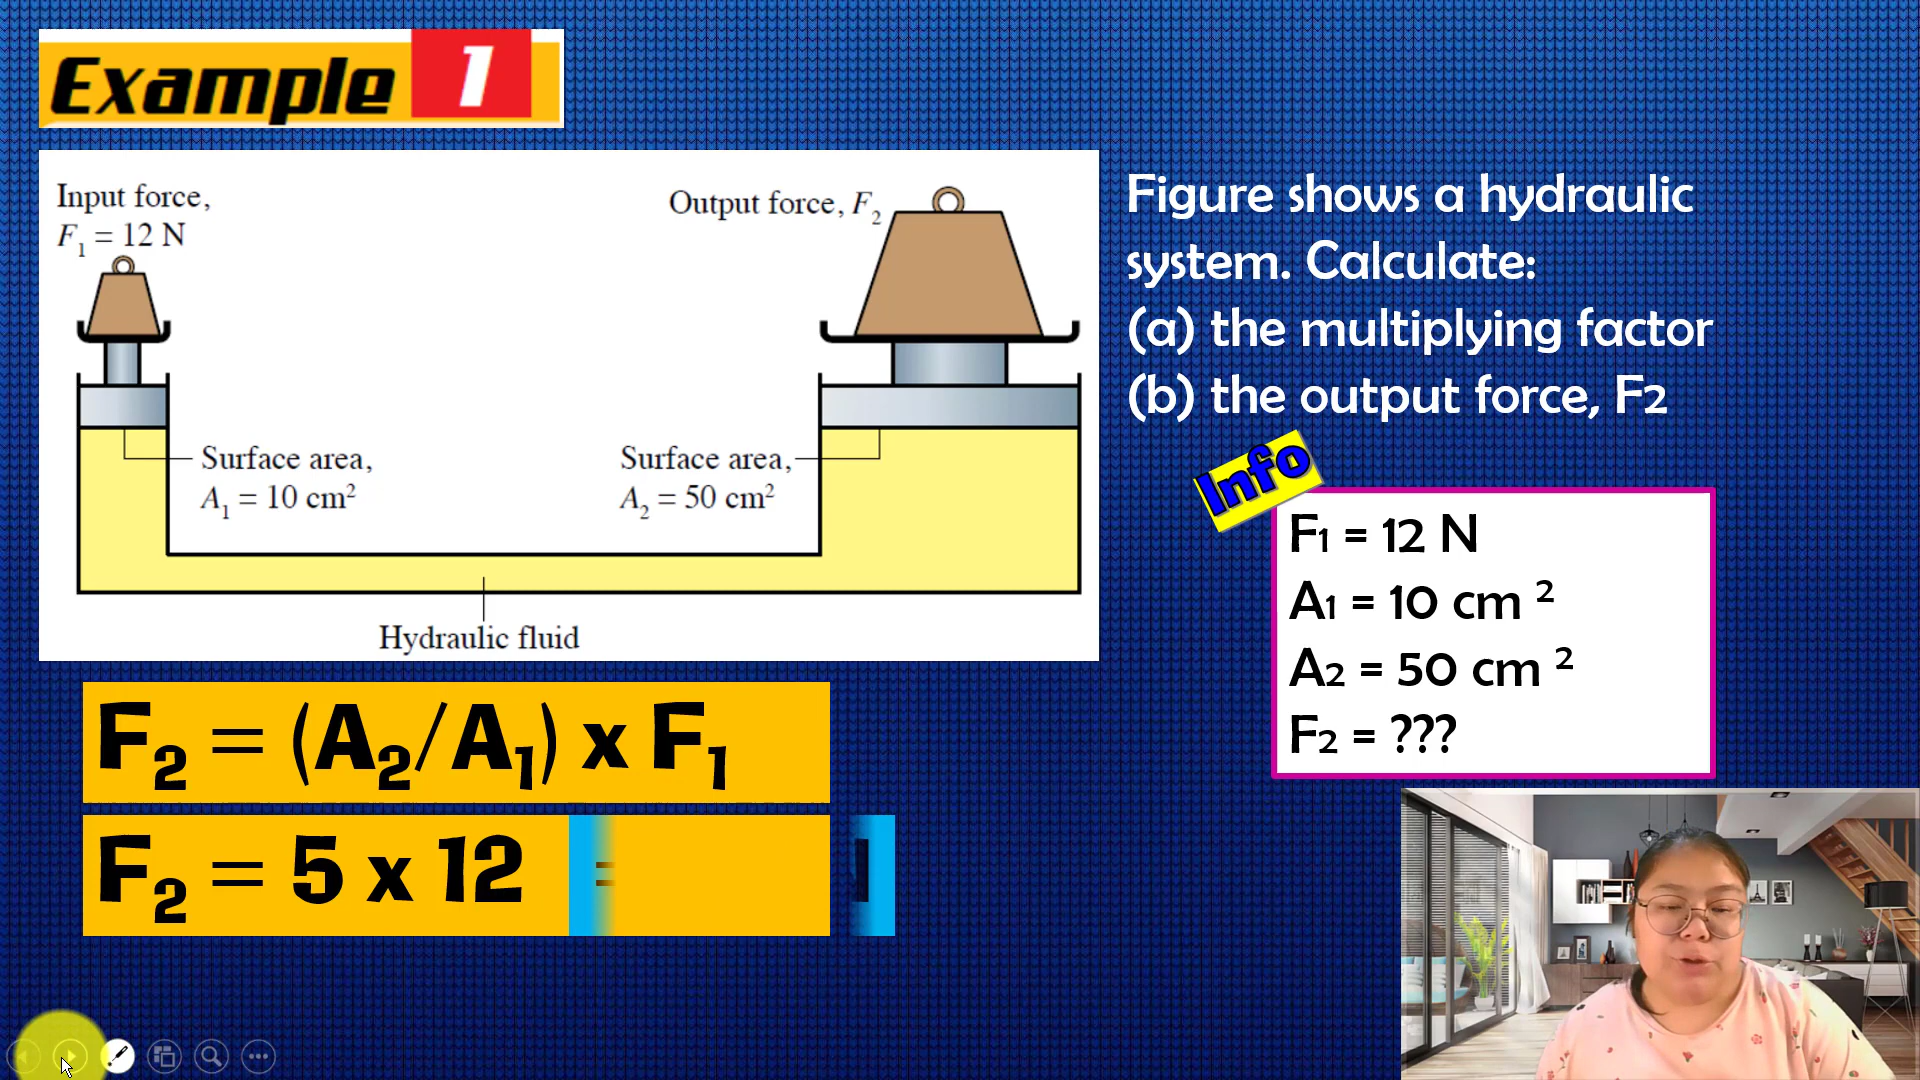 Example 1
Input force,
F₁ = 12 N
Output force, F₂
Surface area,
A₁ = 10 cm²
Surface area,
A₂ = 50 cm²
Hydraulic fluid
Figure shows a hydraulic
system. Calculate:
(a) the multiplying factor
(b) the output force, F2
Info
F1 = 12 N
A1 = 10 cm ²
A2 = 50 cm ²
F2 = ???
F₂ = (A₂/A₁) x F₁
F₂ = 5 x 12 =